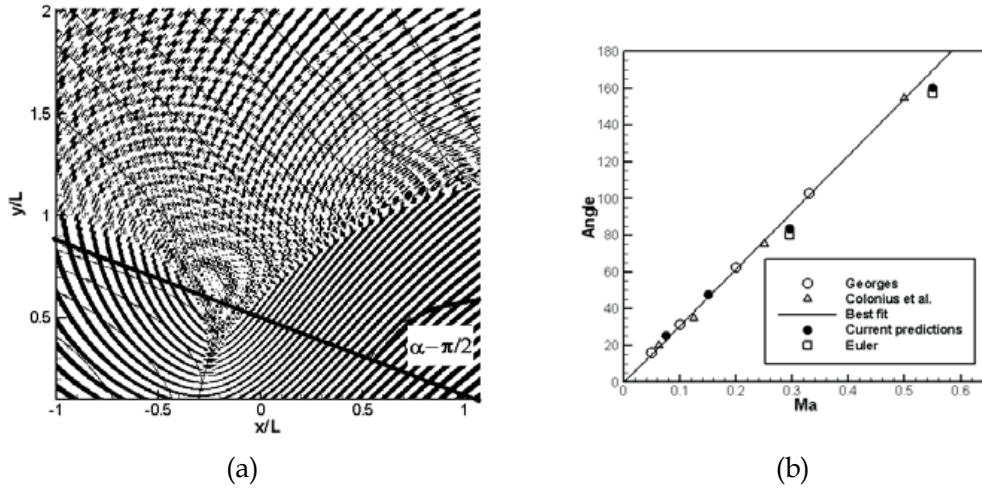 2
1.5
1
0.5
y/L
-1
-0.5
0
0.5
1
x/L
α−π/2
(a)
180
160
140
120
100
80
60
40
20
0
Angle
0
0.1
0.2
0.3
0.4
0.5
0.6
Ma
Georges
Colonius et al.
Best fit
Current predictions
Euler
(b)